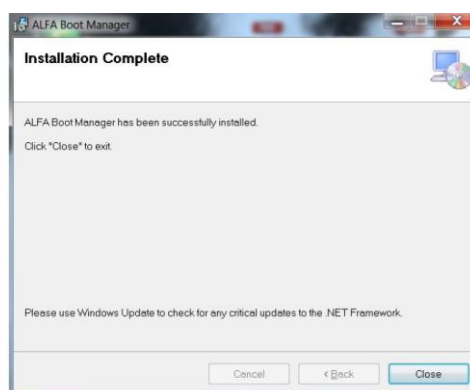 ALFA Boot Manager
Installation Complete
ALFA Boot Manager has been successfully installed.
Click "Close" to exit.
Please use Windows Update to check for any critical updates to the .NET Framework.
Cancel
< Back
Close